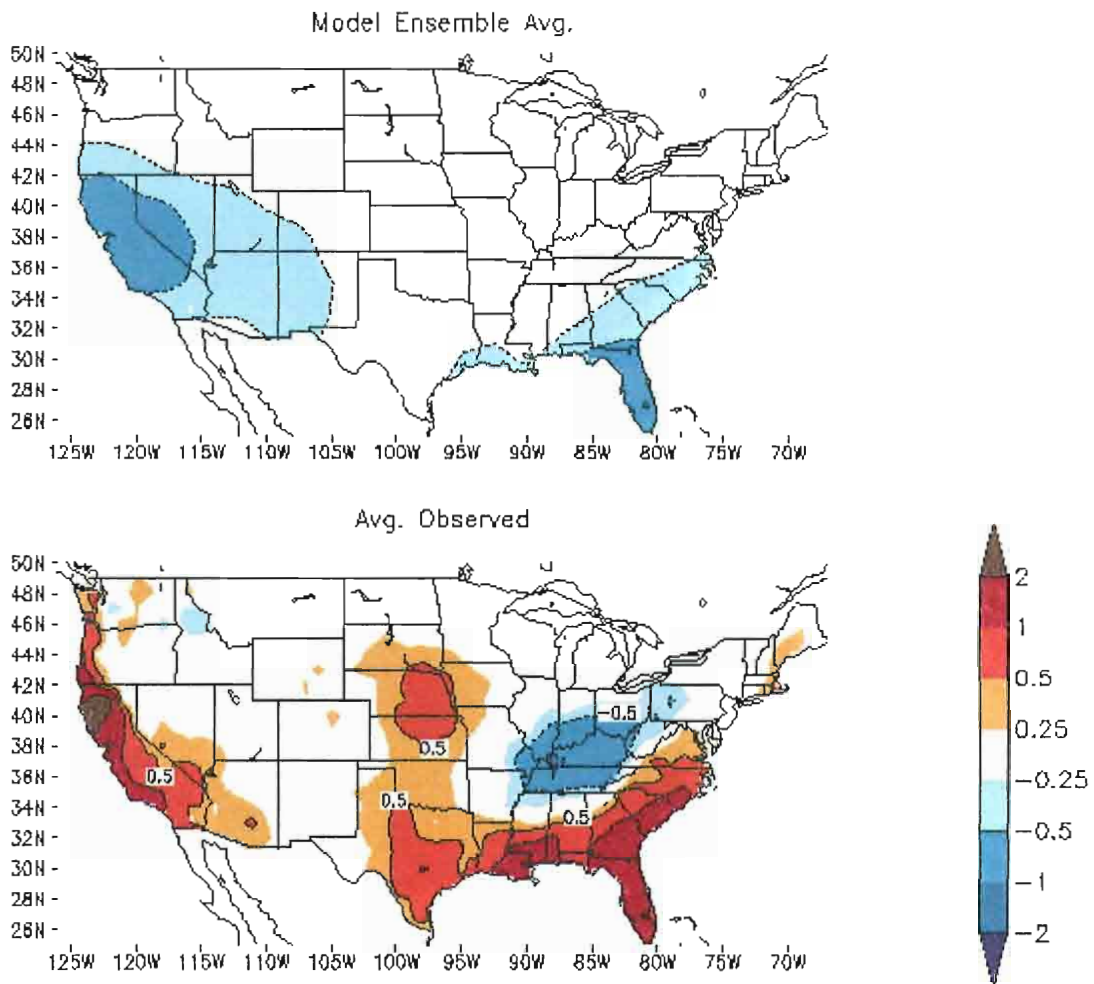 Model Ensemble Avg.
50N
48N
46N
44N
42N
40N
38N
36N
34N
32N
30N
28N
26N
125W 120W 115W 110W 105W 100W 95W 90W 85W 80W 75W 70W
Avg. Observed
50N
48N
46N
44N
42N
40N
38N
36N
34N
32N
30N
28N
26N
-0.5
0.5
0.5
0.5
0.5
125W 120W 115W 110W 105W 100W 95W 90W 85W 80W 75W 70W
2
1
0.5
0.25
-0.25
-0.5
-1
-2